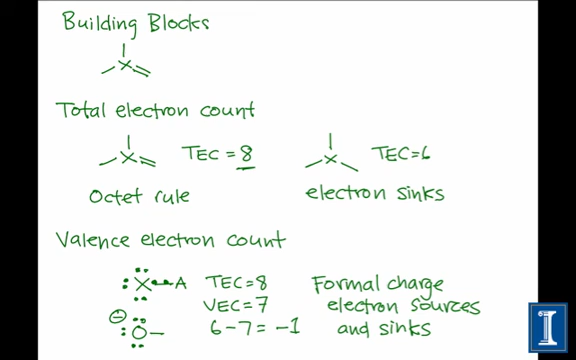 Building Blocks
X
Total electron count
X TEC = 8 X TEC=6
Octet rule electron sinks
Valence electron count
X A TEC=8 Formal charge
VEC=7 electron sources
O 6-7= -1 and sinks
I